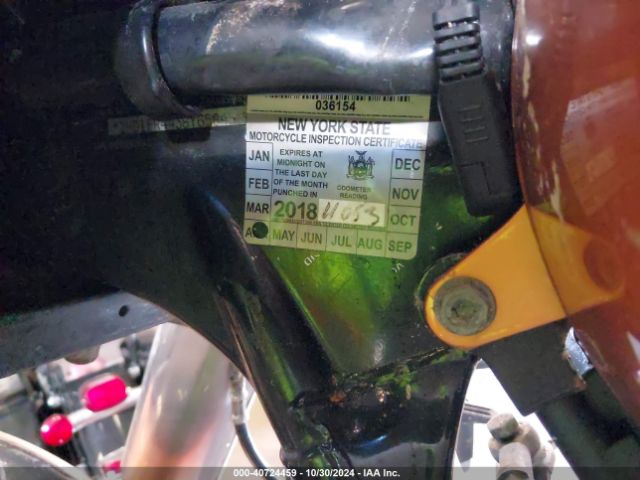 036154
NEW YORK STATE
MOTORCYCLE INSPECTION CERTIFICATE
JAN
EXPIRES AT
MIDNIGHT ON
THE LAST DAY
OF THE MONTH
PUNCHED IN
DEC
FEB
ODOMETER
READING
NOV
MAR
2018
11053
OCT
MAY JUN JUL AUG SEP
000-40724459 - 10/30/2024 - IAA Inc.